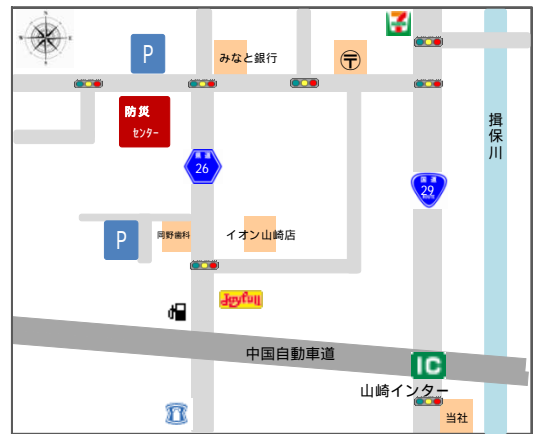 P
みなと銀行
〒
防災
センター
県道
26
国道
29
ROUTE
揖保川
P
岡野歯科
イオン山崎店
Joyfull
中国自動車道
IC
山崎インター
当社